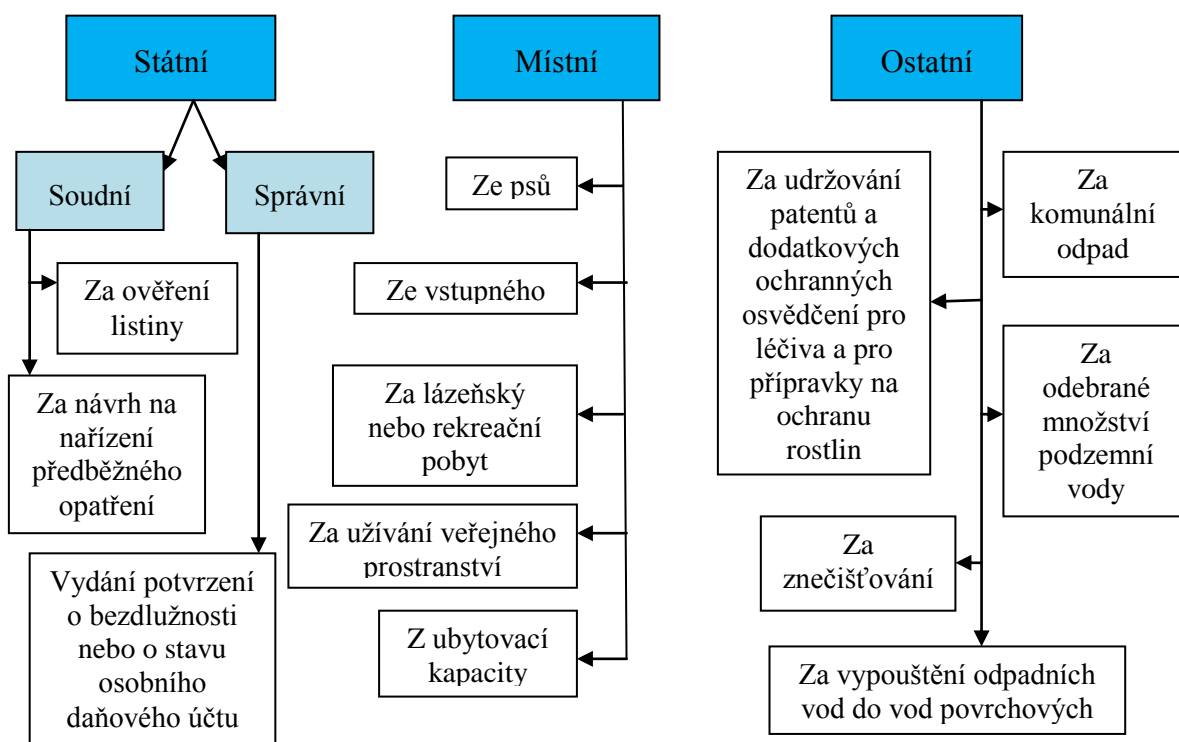 Státní
Soudní
Správní
Za ověření
listiny
Za návrh na
nařízení
předběžného
opatření
Vydání potvrzení
o bezdlužnosti
nebo o stavu
osobního
daňového účtu
Místní
Ze psů
Ze vstupného
Za lázeňský
nebo rekreační
pobyt
Za užívání veřejného
prostranství
Z ubytovací
kapacity
Ostatní
Za udržování
patentů a
dodatkových
ochranných
osvědčení pro
léčiva a pro
přípravky na
ochranu
rostlin
Za
komunální
odpad
Za
odebrané
množství
podzemní
vody
Za
znečišťování
Za vypouštění odpadních
vod do vod povrchových